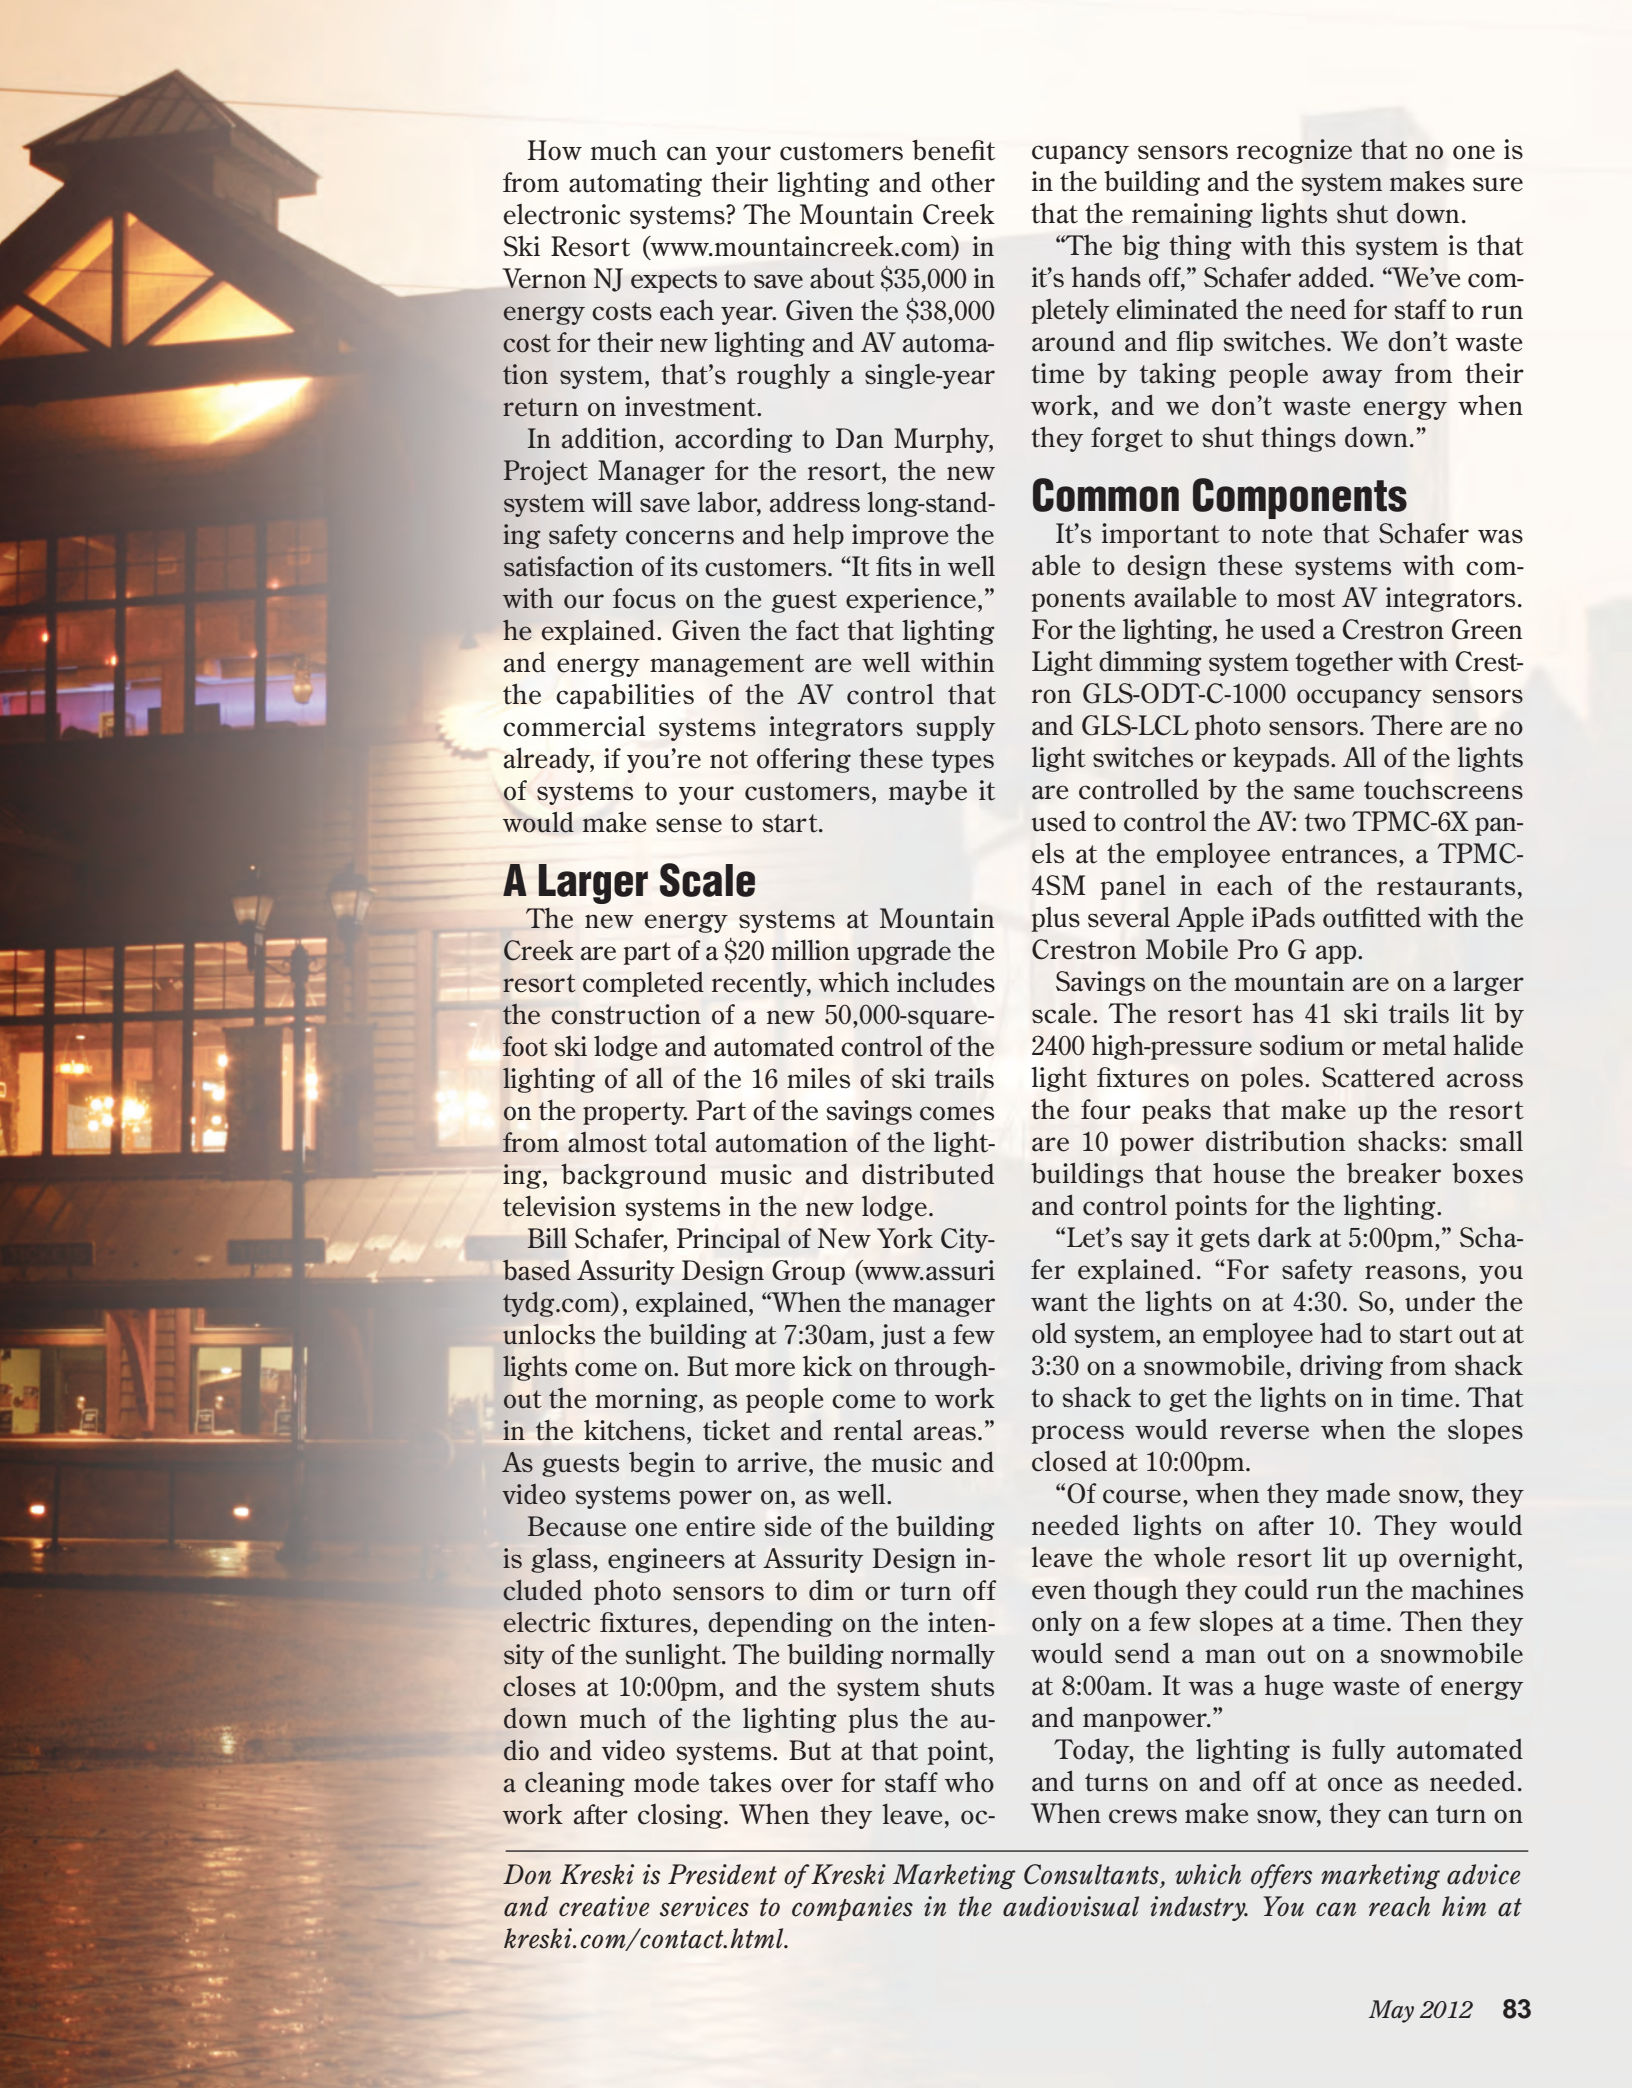 How much can your customers benefit
from automating their lighting and other
electronic systems? The Mountain Creek
Ski Resort (www.mountaincreek.com) in
Vernon NJ expects to save about $35,000 in
energy costs each year. Given the $38,000
cost for their new lighting and AV automa-
tion system, that's roughly a single-year
return on investment.
In addition, according to Dan Murphy,
Project Manager for the resort, the new
system will save labor, address long-stand-
ing safety concerns and help improve the
satisfaction of its customers. “It fits in well
with our focus on the guest experience,”
he explained. Given the fact that lighting
and energy management are well within
the capabilities of the AV control that
commercial systems integrators supply
already, if you’re not offering these types
of systems to your customers, maybe it
would make sense to start.
A Larger Scale
The new energy systems at Mountain
Creek are part of a $20 million upgrade the
resort completed recently, which includes
the construction of a new 50,000-square-
foot ski lodge and automated control of the
lighting of all of the 16 miles of ski trails
on the property. Part of the savings comes
from almost total automation of the light-
ing, background music and distributed
television systems in the new lodge.
Bill Schafer, Principal of New York City-
based Assurity Design Group (www.assuri
tydg.com), explained, “When the manager
unlocks the building at 7:30am, just a few
lights come on. But more kick on through-
out the morning, as people come to work
in the kitchens, ticket and rental areas.”
As guests begin to arrive, the music and
video systems power on, as well.
Because one entire side of the building
is glass, engineers at Assurity Design in-
cluded photo sensors to dim or turn off
electric fixtures, depending on the inten-
sity of the sunlight. The building normally
closes at 10:00pm, and the system shuts
down much of the lighting plus the au-
dio and video systems. But at that point,
a cleaning mode takes over for staff who
work after closing. When they leave, oc-
cupancy sensors recognize that no one is
in the building and the system makes sure
that the remaining lights shut down.
“The big thing with this system is that
it’s hands off,” Schafer added. “We’ve com-
pletely eliminated the need for staff to run
around and flip switches. We don’t waste
time by taking people away from their
work, and we don’t waste energy when
they forget to shut things down.”
Common Components
It’s important to note that Schafer was
able to design these systems with com-
ponents available to most AV integrators.
For the lighting, he used a Crestron Green
Light dimming system together with Crest-
ron GLS-ODT-C-1000 occupancy sensors
and GLS-LCL photo sensors. There are no
light switches or keypads. All of the lights
are controlled by the same touchscreens
used to control the AV: two TPMC-6X pan-
els at the employee entrances, a TPMC-
4SM panel in each of the restaurants,
plus several Apple iPads outfitted with the
Crestron Mobile Pro G app.
Savings on the mountain are on a larger
scale. The resort has 41 ski trails lit by
2400 high-pressure sodium or metal halide
light fixtures on poles. Scattered across
the four peaks that make up the resort
are 10 power distribution shacks: small
buildings that house the breaker boxes
and control points for the lighting.
“Let’s say it gets dark at 5:00pm,” Scha-
fer explained. “For safety reasons, you
want the lights on at 4:30. So, under the
old system, an employee had to start out at
3:30 on a snowmobile, driving from shack
to shack to get the lights on in time. That
process would reverse when the slopes
closed at 10:00pm.
“Of course, when they made snow, they
needed lights on after 10. They would
leave the whole resort lit up overnight,
even though they could run the machines
only on a few slopes at a time. Then they
would send a man out on a snowmobile
at 8:00am. It was a huge waste of energy
and manpower.”
Today, the lighting is fully automated
and turns on and off at once as needed.
When crews make snow, they can turn on
Don Kreski is President of Kreski Marketing Consultants, which offers marketing advice
and creative services to companies in the audiovisual industry. You can reach him at
kreski.com/contact.html.
May 2012 83